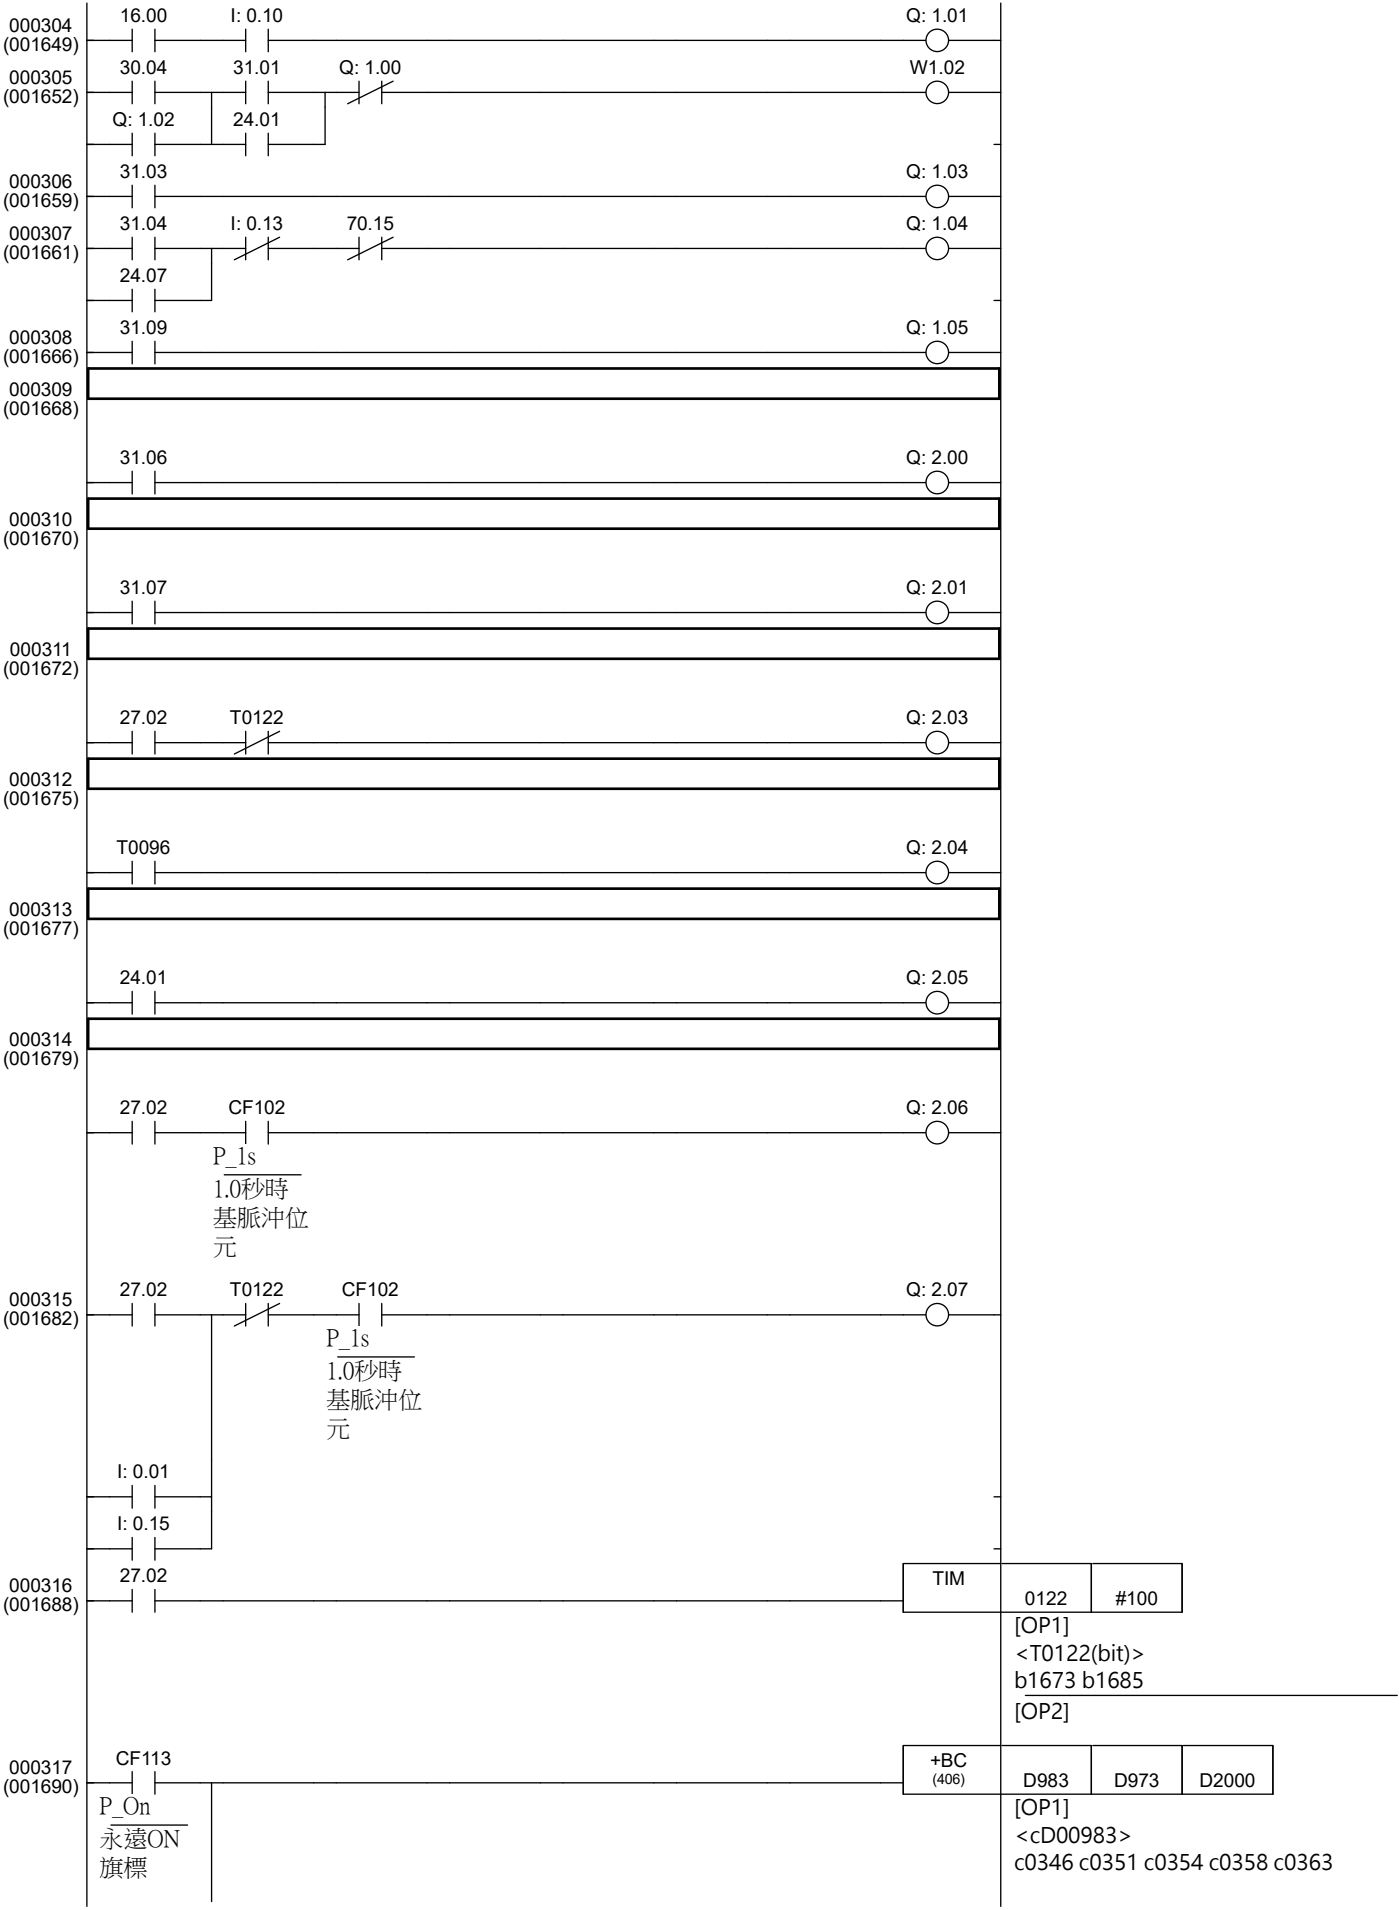 16.00 I: 0.10 Q: 1.01
000304
(001649)
30.04 31.01 Q: 1.00 W1.02
000305
(001652)
Q: 1.02 24.01
31.03 Q: 1.03
000306
(001659)
31.04 I: 0.13 70.15 Q: 1.04
000307
(001661)
24.07
31.09 Q: 1.05
000308
(001666)
000309
(001668)
31.06 Q: 2.00
000310
(001670)
31.07 Q: 2.01
000311
(001672)
27.02 T0122 Q: 2.03
000312
(001675)
T0096 Q: 2.04
000313
(001677)
24.01 Q: 2.05
000314
(001679)
27.02 CF102 Q: 2.06
P_1s
1.0秒時
基脈沖位
元
27.02 T0122 CF102 Q: 2.07
000315
(001682)
P_1s
1.0秒時
基脈沖位
元
I: 0.01
I: 0.15
27.02 TIM
000316
(001688)
0122 #100
[OP1]
<T0122(bit)>
b1673 b1685
[OP2]
CF113 +BC
(406)
000317
(001690)
D983 D973 D2000
P_On
永遠ON
旗標
[OP1]
<cD00983>
c0346 c0351 c0354 c0358 c0363